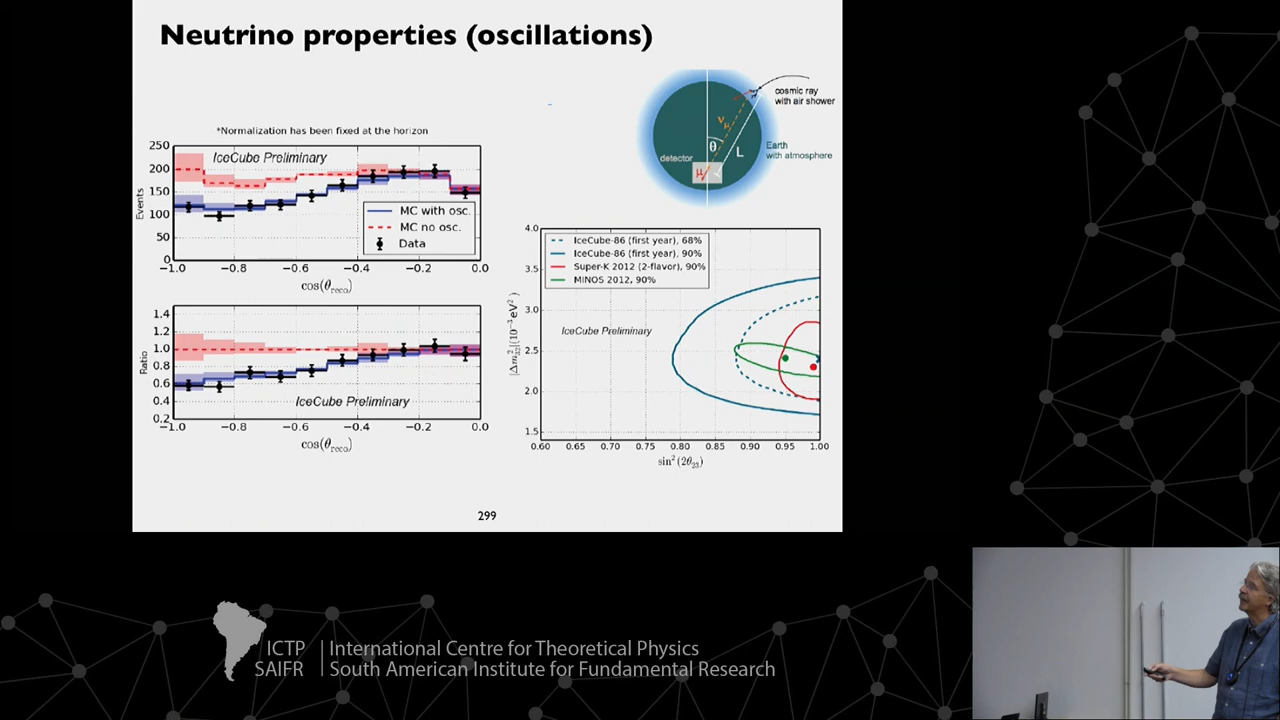 Neutrino properties (oscillations)
cosmic ray
with air shower
νμ
θ
L
Earth
with atmosphere
detector
μ
*Normalization has been fixed at the horizon
IceCube Preliminary
Events
250
200
150
100
50
0
MC with osc.
MC no osc.
Data
−1.0 −0.8 −0.6 −0.4 −0.2 0.0
cos(θreco)
Ratio
1.4
1.2
1.0
0.8
0.6
0.4
0.2
IceCube Preliminary
−1.0 −0.8 −0.6 −0.4 −0.2 0.0
cos(θreco)
4.0
3.5
3.0
2.5
2.0
1.5
IceCube-86 (first year), 68%
IceCube-86 (first year), 90%
Super-K 2012 (2-flavor), 90%
MINOS 2012, 90%
IceCube Preliminary
0.60 0.65 0.70 0.75 0.80 0.85 0.90 0.95 1.00
sin²(2θ23)
299
ICTP
SAIFR
International Centre for Theoretical Physics
South American Institute for Fundamental Research